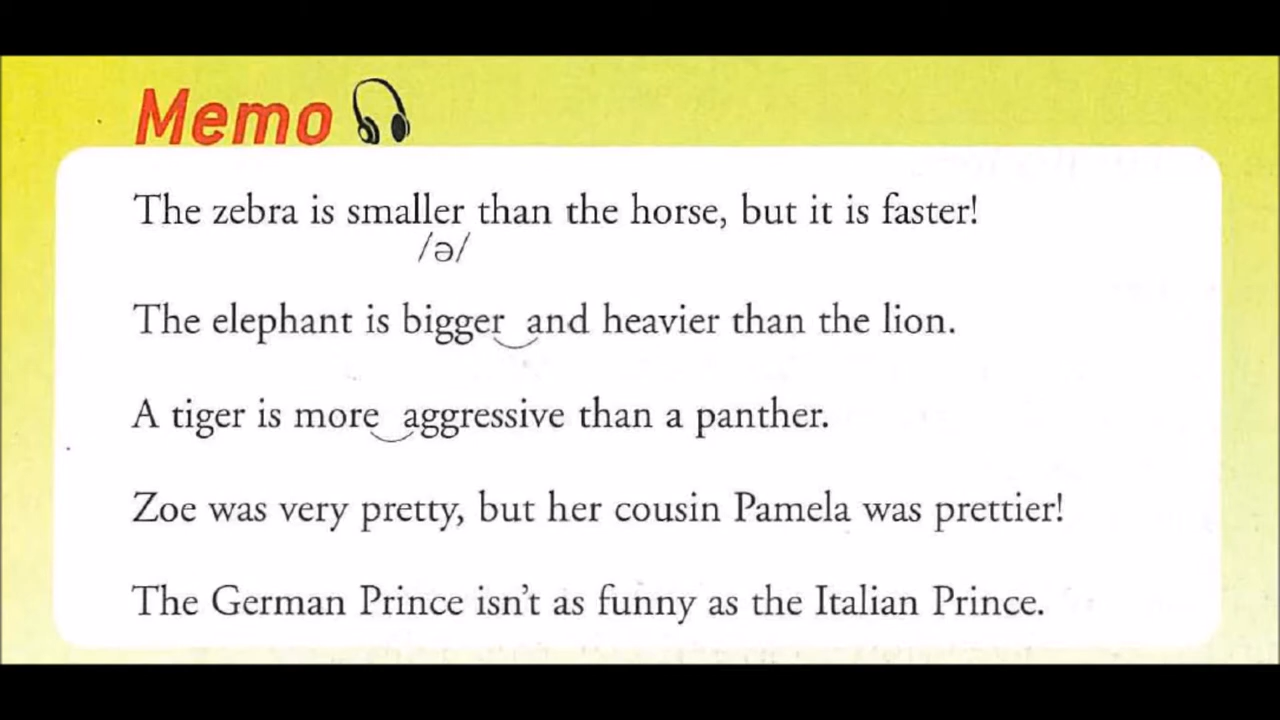 Memo
The zebra is smaller than the horse, but it is faster!
/ə/
The elephant is bigger and heavier than the lion.
A tiger is more aggressive than a panther.
Zoe was very pretty, but her cousin Pamela was prettier!
The German Prince isn't as funny as the Italian Prince.